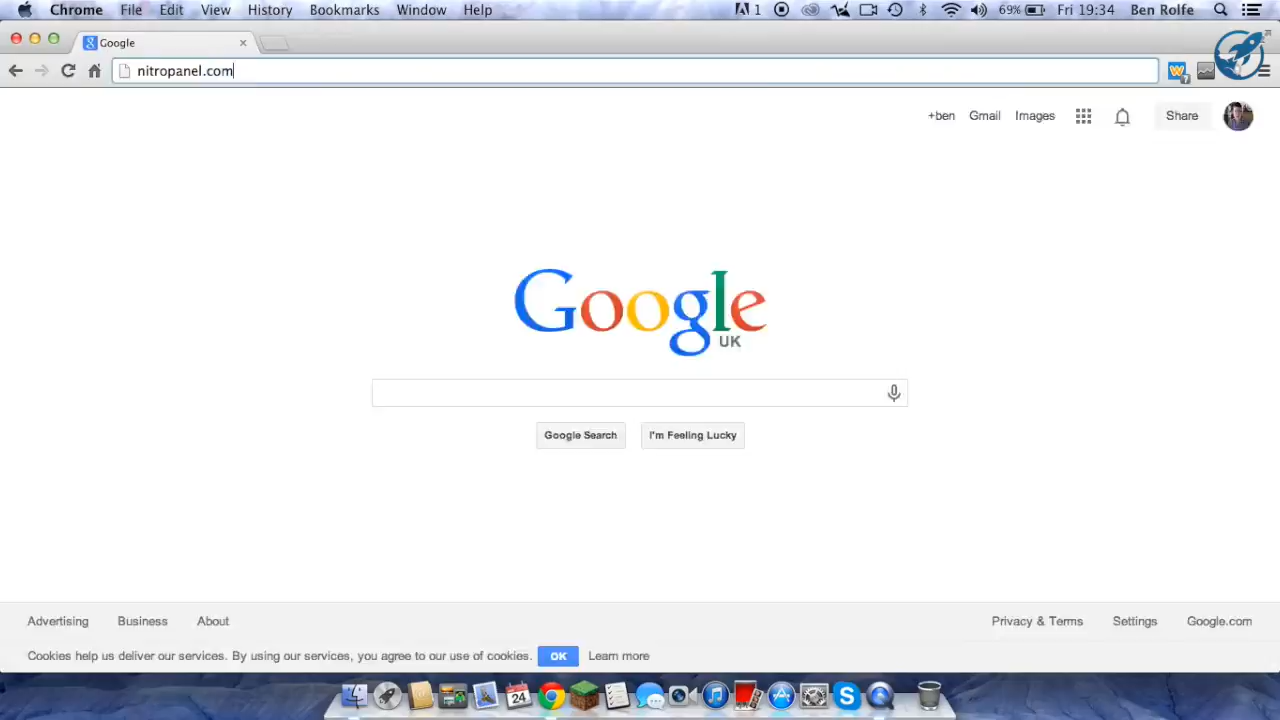 Chrome File Edit View History Bookmarks Window Help 1 69% Fri 19:34 Ben Rolfe
Google
nitropanel.com
+ben Gmail Images Share
Google
UK
Google Search I'm Feeling Lucky
Advertising Business About Privacy & Terms Settings Google.com
Cookies help us deliver our services. By using our services, you agree to our use of cookies. OK Learn more
24